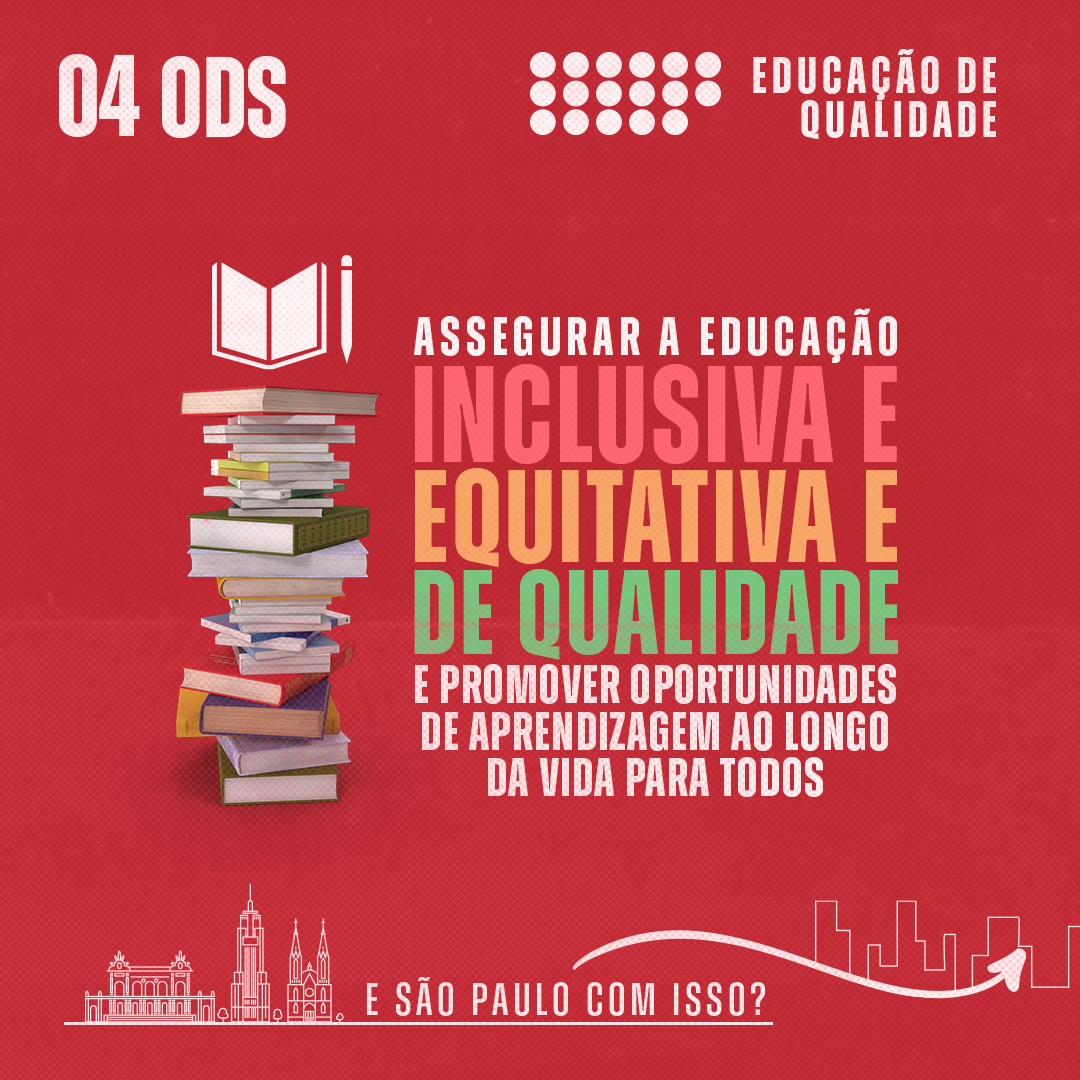 04 ODS
EDUCAÇÃO DE
QUALIDADE
ASSEGURAR A EDUCAÇÃO
INCLUSIVA E
EQUITATIVA E
DE QUALIDADE
E PROMOVER OPORTUNIDADES
DE APRENDIZAGEM AO LONGO
DA VIDA PARA TODOS
E SÃO PAULO COM ISSO?